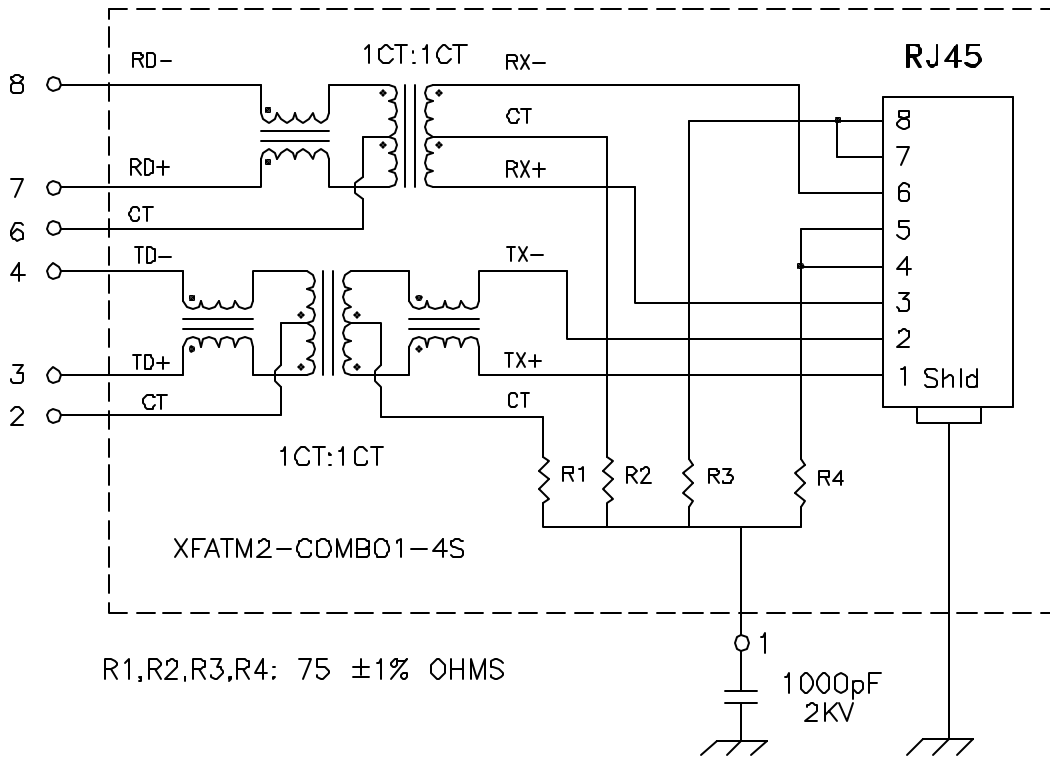 1CT:1CT
RJ45
8
RD-
RX-
CT
8
7
RD+
RX+
7
6
CT
6
5
4
TD-
TX-
4
3
2
3
TD+
TX+
1 Shld
2
CT
CT
1CT:1CT
R1
R2
R3
R4
XFATM2-COMBO1-4S
1
R1,R2,R3,R4: 75 ±1% OHMS
1000pF
2KV